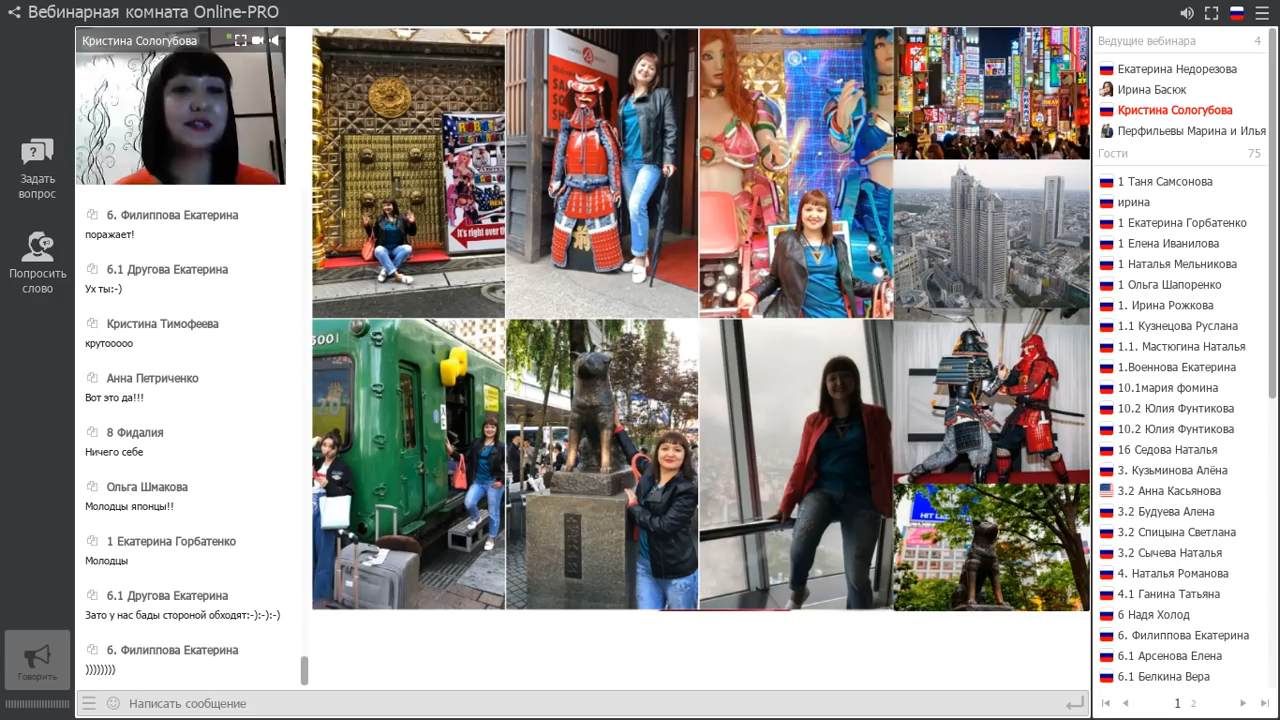 Вебинарная комната Online-PRO
Кристина Сологубова
Задать
вопрос
Попросить
слово
Говорить
6. Филиппова Екатерина
поражает!
6.1 Другова Екатерина
Ух ты:-)
Кристина Тимофеева
крутооооо
Анна Петриченко
Вот это да!!!
8 Фидалия
Ничего себе
Ольга Шмакова
Молодцы японцы!!
1 Екатерина Горбатенко
Молодцы
6.1 Другова Екатерина
Зато у нас бады стороной обходят:-):-):-)
6. Филиппова Екатерина
))))))))
Написать сообщение
It's right over th
3001
HIT
Ведущие вебинара 4
Екатерина Недорезова
Ирина Басюк
Кристина Сологубова
Перфильевы Марина и Илья
Гости 75
1 Таня Самсонова
ирина
1 Екатерина Горбатенко
1 Елена Иванилова
1 Наталья Мельникова
1 Ольга Шапоренко
1. Ирина Рожкова
1.1 Кузнецова Руслана
1.1. Мастюгина Наталья
1.Военнова Екатерина
10.1мария фомина
10.2 Юлия Фунтикова
10.2 Юлия Фунтикова
16 Седова Наталья
3. Кузьминова Алёна
3.2 Анна Касьянова
3.2 Будуева Алена
3.2 Спицына Светлана
3.2 Сычева Наталья
4. Наталья Романова
4.1 Ганина Татьяна
6 Надя Холод
6. Филиппова Екатерина
6.1 Арсенова Елена
6.1 Белкина Вера
1 2